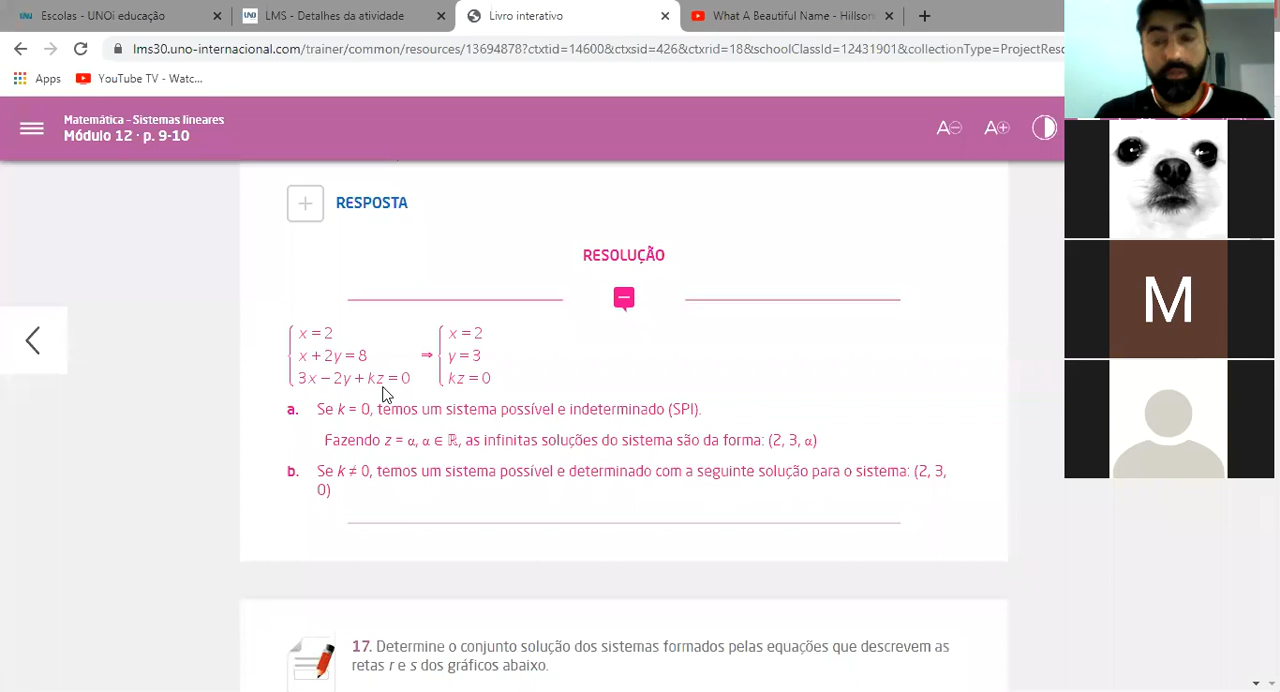 Escolas - UNOi educação
LMS - Detalhes da atividade
Livro interativo
What A Beautiful Name - Hillson
lms30.uno-internacional.com/trainer/common/resources/13694878?ctxtid=14600&ctxsid=426&ctxrid=18&schoolClassId=12431901&collectionType=ProjectReso
Apps
YouTube TV - Watc...
Matemática – Sistemas lineares
Módulo 12 · p. 9-10
A A
RESPOSTA
RESOLUÇÃO
x = 2 x = 2
x + 2y = 8 ⇒ y = 3
3x − 2y + kz = 0 kz = 0
a. Se k = 0, temos um sistema possível e indeterminado (SPI).
Fazendo z = α, α ∈ ℝ, as infinitas soluções do sistema são da forma: (2, 3, α)
b. Se k ≠ 0, temos um sistema possível e determinado com a seguinte solução para o sistema: (2, 3,
0)
17. Determine o conjunto solução dos sistemas formados pelas equações que descrevem as
retas r e s dos gráficos abaixo.
M